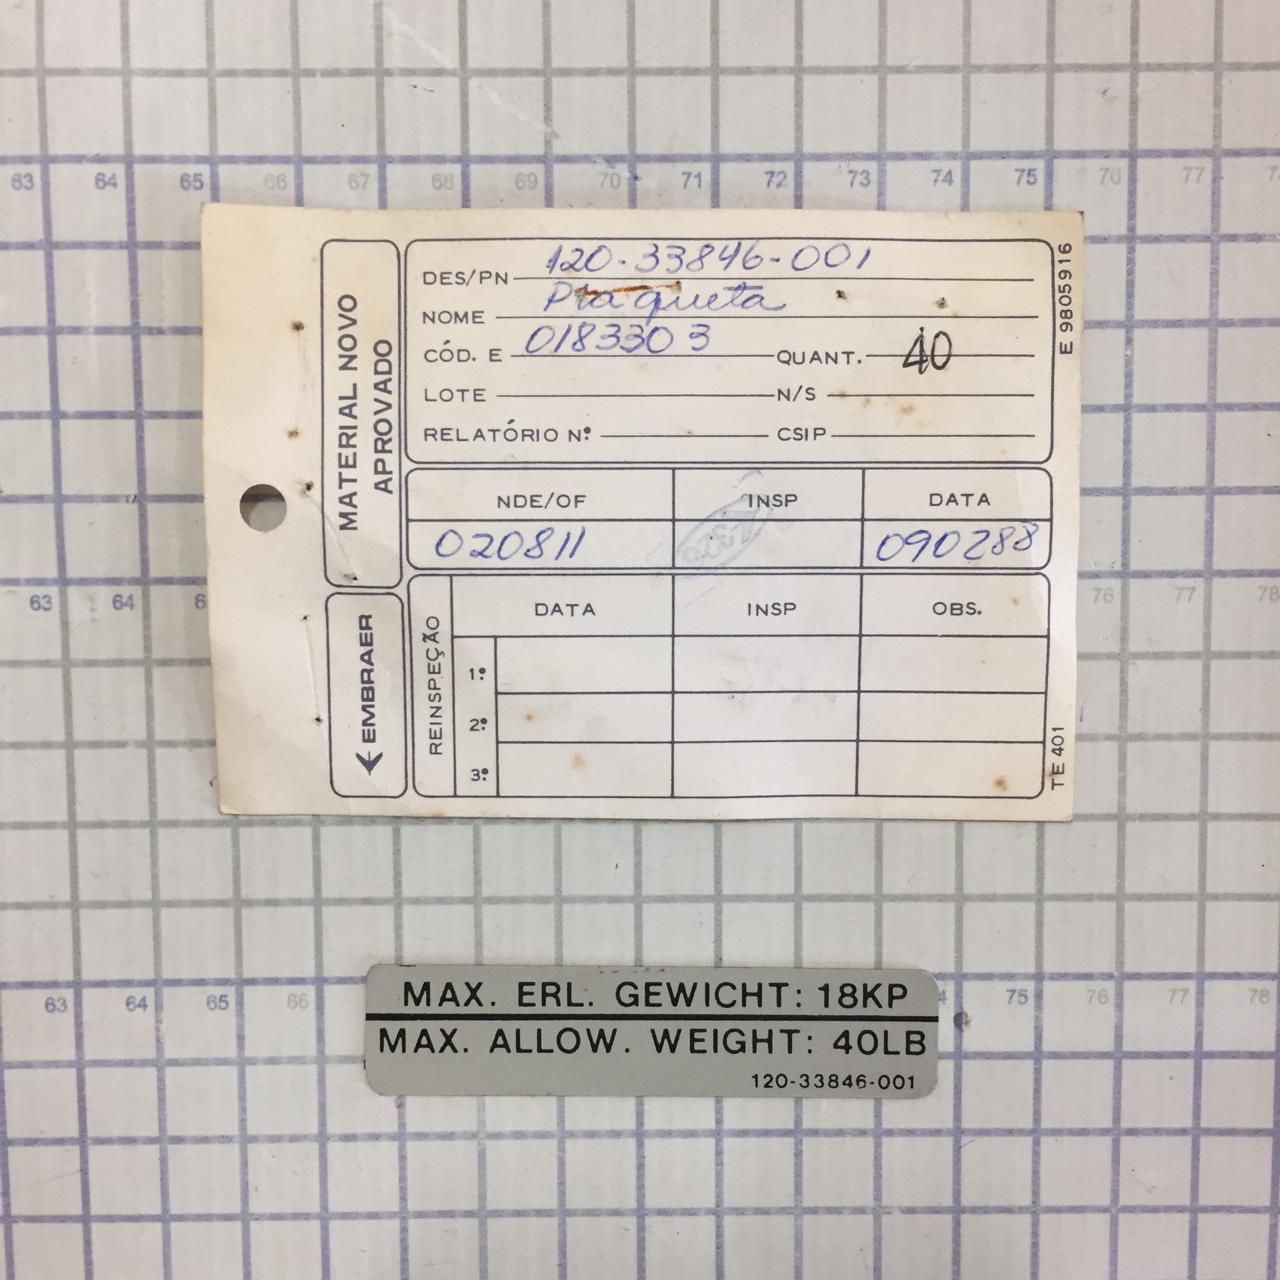 63 64 65 66 67 68 69 70 71 72 73 74 75 76 77
MATERIAL NOVO
APROVADO
EMBRAER
DES/PN 120-33846-001
NOME Plaqueta
CÓD. E 0183303 QUANT. 40
LOTE N/S
RELATÓRIO Nº CSIP
E 9805916
NDE/OF INSP DATA
020811 090288
REINSPEÇÃO
DATA INSP OBS.
1º
2º
3º
TE 401
63 64 76 77 78
63 64 65 66 75 76 77 78
MAX. ERL. GEWICHT: 18KP
MAX. ALLOW. WEIGHT: 40LB
120-33846-001